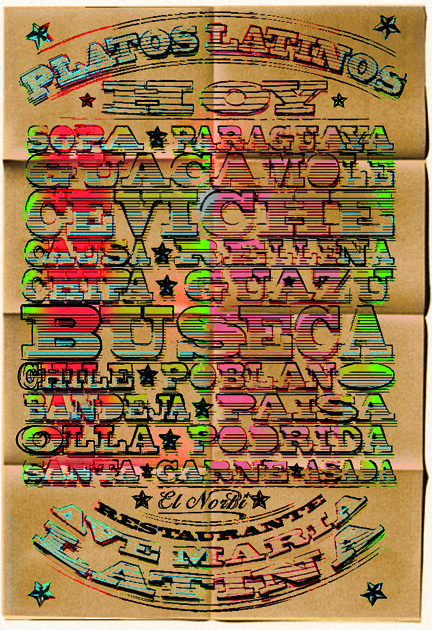 PLATOS LATINOS
HOY
SOPA PARAGUAYA
GUACAMOLE
CEVICHE
CAUSA RELLENA
CHIPA GUAZU
BUSECA
CHILE POBLANO
BANDEJA PAISA
OLLA PODRIDA
SANTA CARNE ASADA
El Norbi
RESTAURANTE
AVE MARIA
LATINA